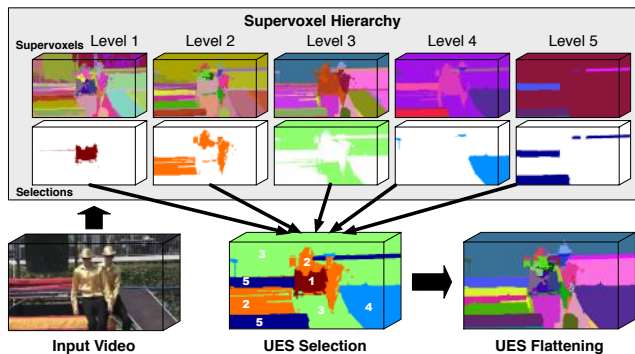 Supervoxel Hierarchy
Supervoxels
Level 1
Level 2
Level 3
Level 4
Level 5
Selections
3
2
1
5
2
4
3
5
Input Video
UES Selection
UES Flattening